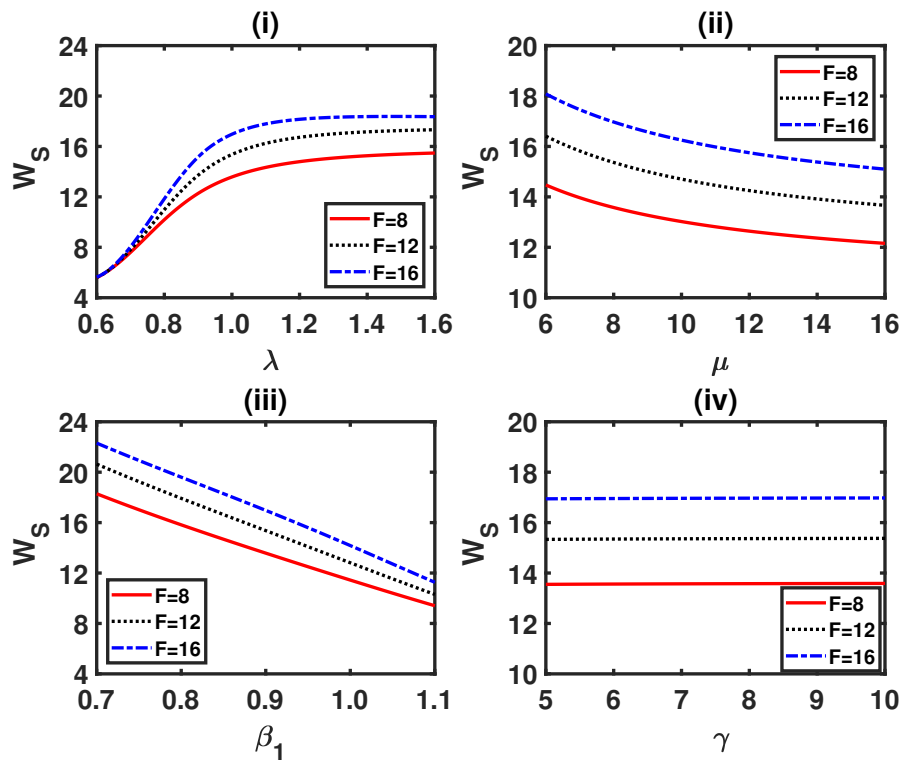 (i)
24
20
16
12
8
4
W_S
F=8
F=12
F=16
0.6 0.8 1.0 1.2 1.4 1.6
λ
(ii)
20
18
16
14
12
10
W_S
F=8
F=12
F=16
6 8 10 12 14 16
μ
(iii)
24
20
16
12
8
4
W_S
F=8
F=12
F=16
0.7 0.8 0.9 1.0 1.1
β_1
(iv)
20
18
16
14
12
10
W_S
F=8
F=12
F=16
5 6 7 8 9 10
γ